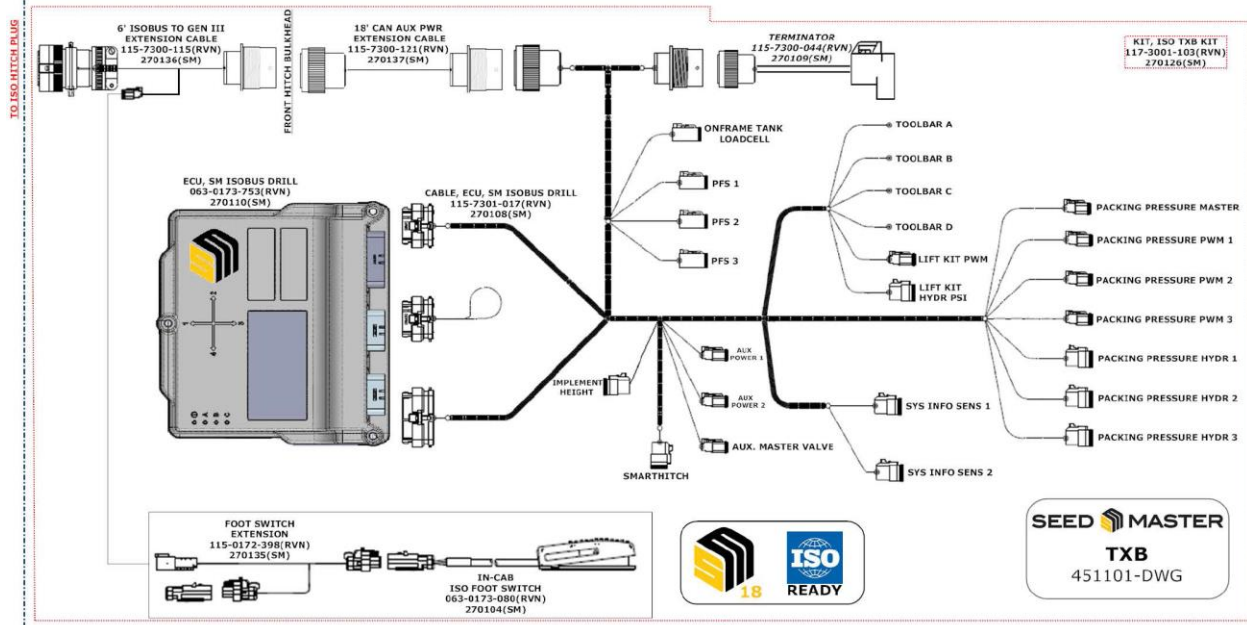 TO ISO HITCH PLUG
6' ISOBUS TO GEN III
EXTENSION CABLE
115-7300-115(RVN)
270136(SM)
FRONT HITCH BULKHEAD
18' CAN AUX PWR
EXTENSION CABLE
115-7300-121(RVN)
270137(SM)
TERMINATOR
115-7300-044(RVN)
270109(SM)
KIT, ISO TXB KIT
117-3001-103(RVN)
270126(SM)
ECU, SM ISOBUS DRILL
063-0173-753(RVN)
270110(SM)
CABLE, ECU, SM ISOBUS DRILL
115-7301-017(RVN)
270108(SM)
ONFRAME TANK
LOADCELL
PFS 1
PFS 2
PFS 3
TOOLBAR A
TOOLBAR B
TOOLBAR C
TOOLBAR D
LIFT KIT PWM
LIFT KIT
HYDR PSI
PACKING PRESSURE MASTER
PACKING PRESSURE PWM 1
PACKING PRESSURE PWM 2
PACKING PRESSURE PWM 3
PACKING PRESSURE HYDR 1
PACKING PRESSURE HYDR 2
PACKING PRESSURE HYDR 3
IMPLEMENT
HEIGHT
AUX
POWER 1
AUX
POWER 2
AUX. MASTER VALVE
SMARTHITCH
SYS INFO SENS 1
SYS INFO SENS 2
FOOT SWITCH
EXTENSION
115-0172-398(RVN)
270135(SM)
IN-CAB
ISO FOOT SWITCH
063-0173-080(RVN)
270104(SM)
18
ISO
READY
SEED MASTER
TXB
451101-DWG